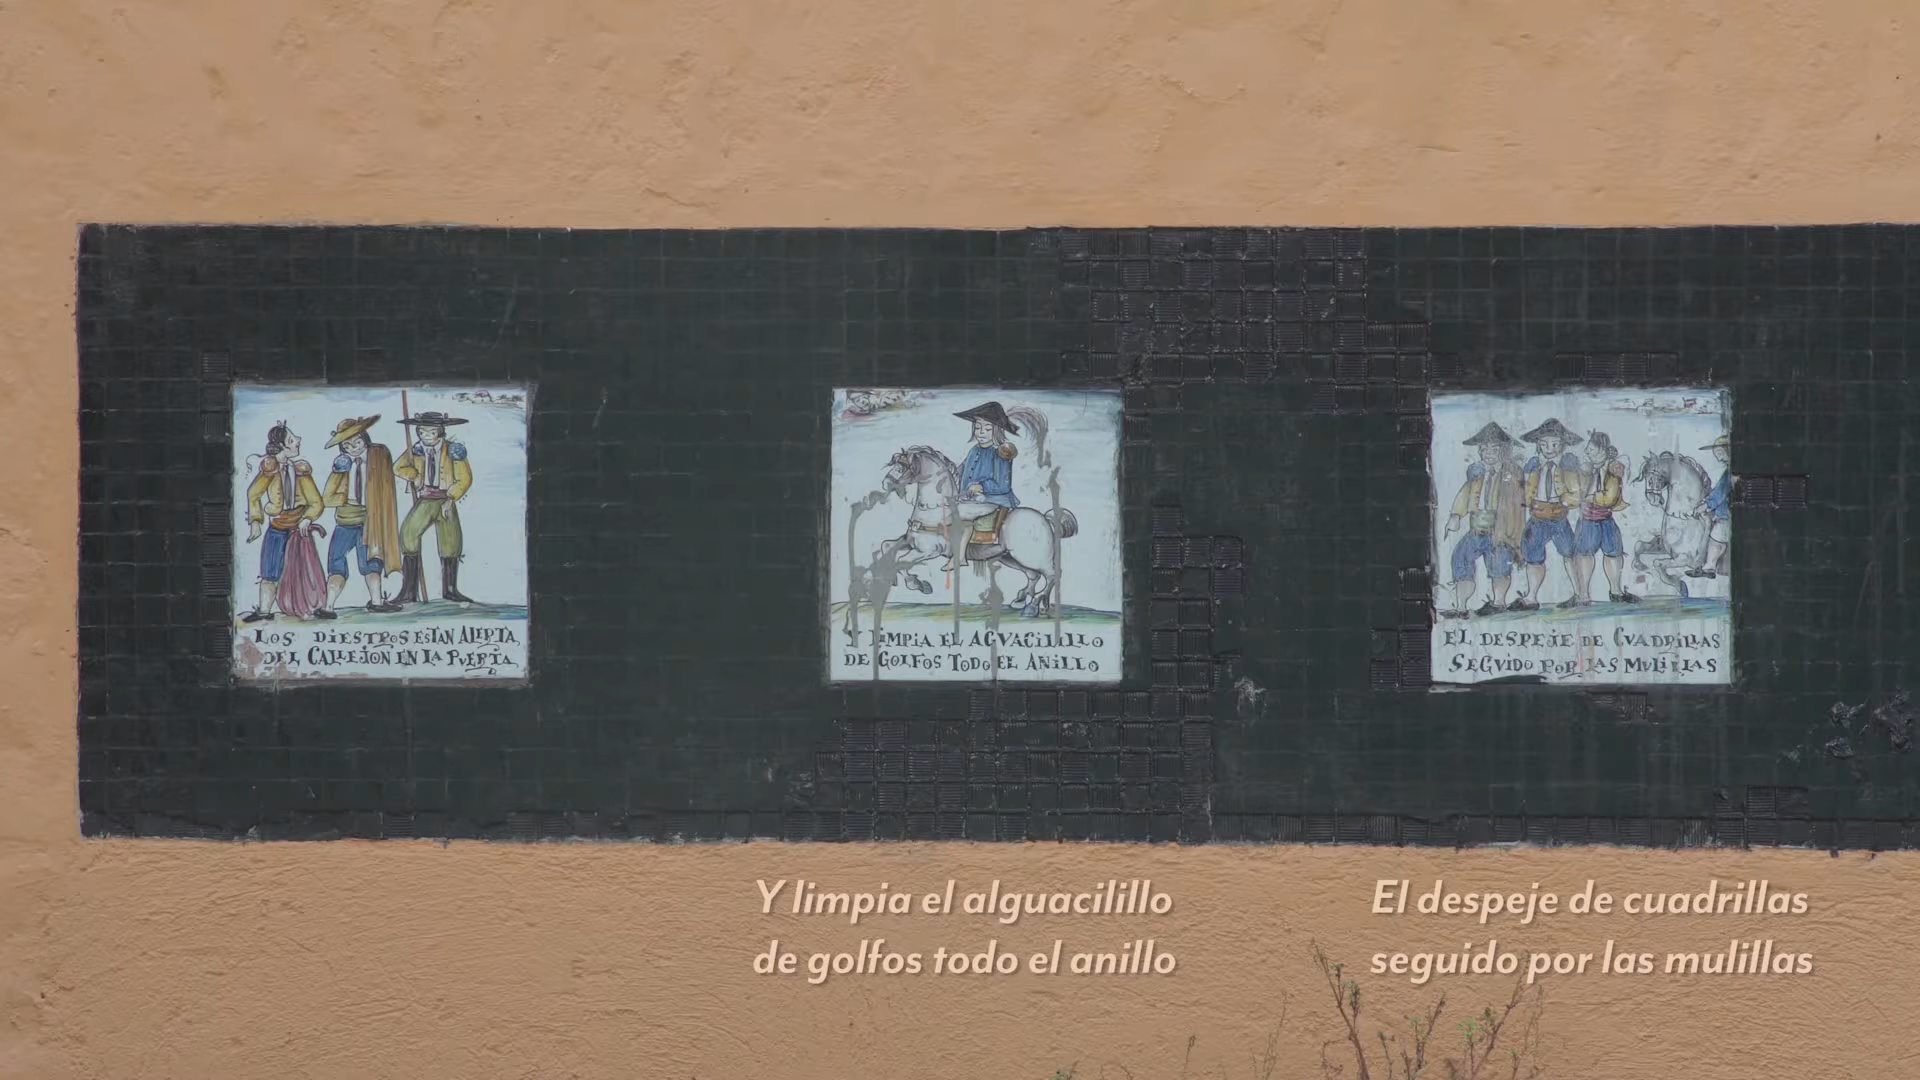 LOS DIESTROS ESTAN ALERTA,
DEL CALLEJON EN LA PUERTA
Y LIMPIA EL AGUACILILLO
DE GOLFOS TODO EL ANILLO
EL DESPEJE DE CUADRILLAS
SEGUIDO POR LAS MULILLAS
Y limpia el alguacilillo
de golfos todo el anillo
El despeje de cuadrillas
seguido por las mulillas